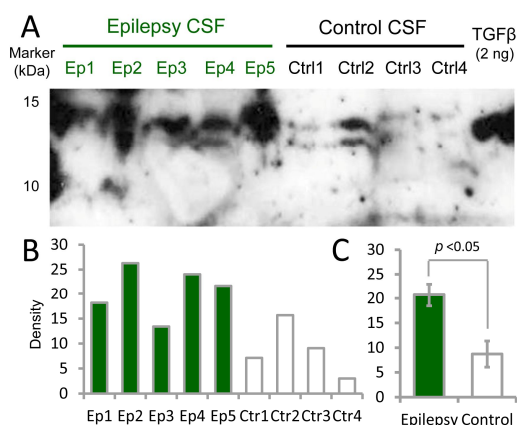 A
Epilepsy CSF
Control CSF
TGFβ
(2 ng)
Marker
(kDa)
Ep1 Ep2 Ep3 Ep4 Ep5 Ctrl1 Ctrl2 Ctrl3 Ctrl4
15
10
B
Density
30
25
20
15
10
5
0
Ep1 Ep2 Ep3 Ep4 Ep5 Ctr1 Ctr2 Ctr3 Ctr4
C
p <0.05
30
25
20
15
10
5
0
Epilepsy Control